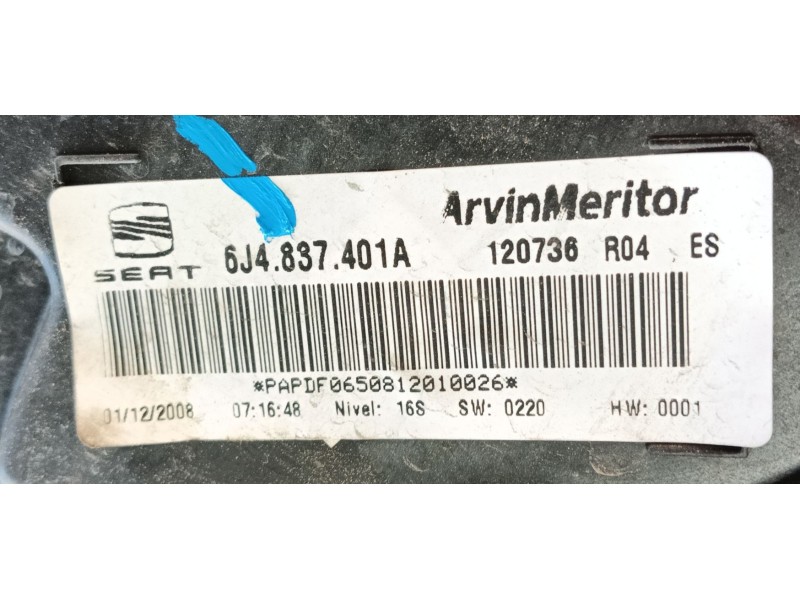 ArvinMeritor
SEAT 6J4.837.401A 120736 R04 ES
*PAPDF0650812010026*
01/12/2008 07:16:48 Nivel: 16S SW: 0220 HW: 0001